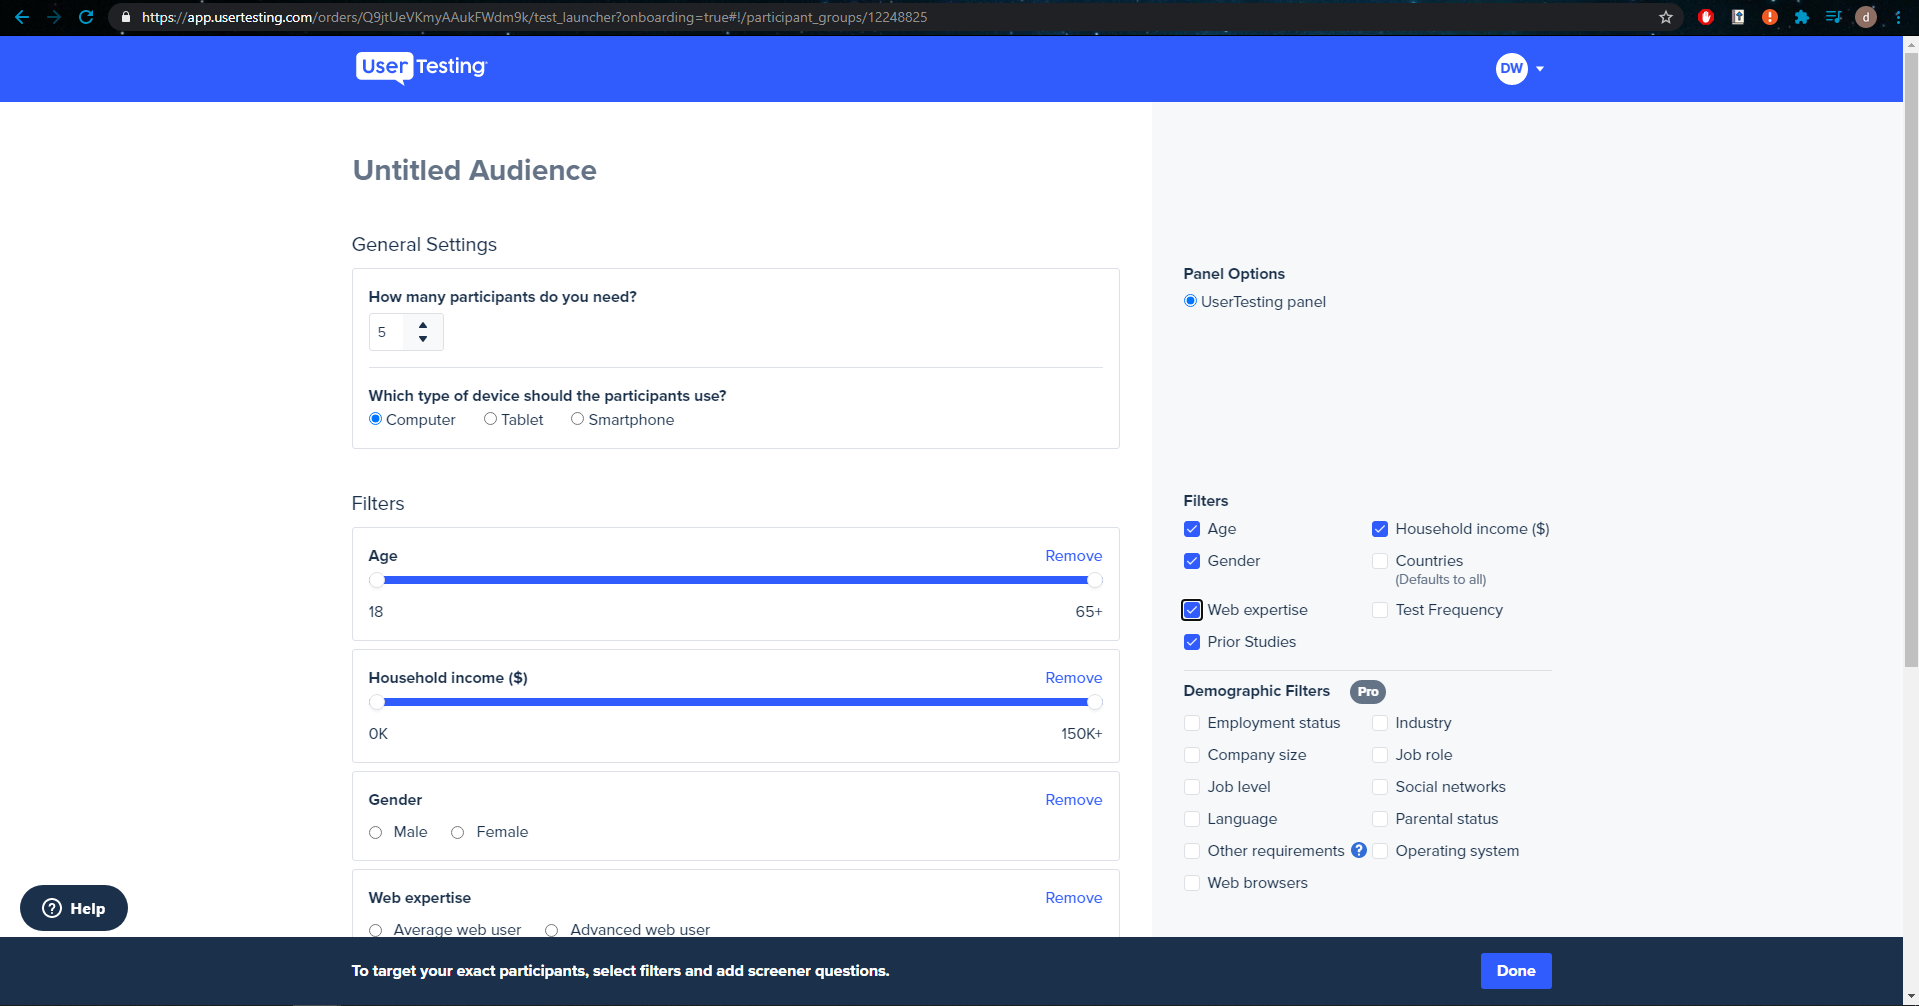 https://app.usertesting.com/orders/Q9jtUeVKmyAAukFWdm9k/test_launcher?onboarding=true#!/participant_groups/12248825
d
User Testing
DW
Untitled Audience
General Settings
How many participants do you need?
5
Which type of device should the participants use?
Computer Tablet Smartphone
Panel Options
UserTesting panel
Filters
Age Remove
18 65+
Household income ($) Remove
0K 150K+
Gender Remove
Male Female
Web expertise Remove
Average web user Advanced web user
Filters
Age Household income ($)
Gender Countries
(Defaults to all)
Web expertise Test Frequency
Prior Studies
Demographic Filters Pro
Employment status Industry
Company size Job role
Job level Social networks
Language Parental status
Other requirements ? Operating system
Web browsers
? Help
To target your exact participants, select filters and add screener questions.
Done